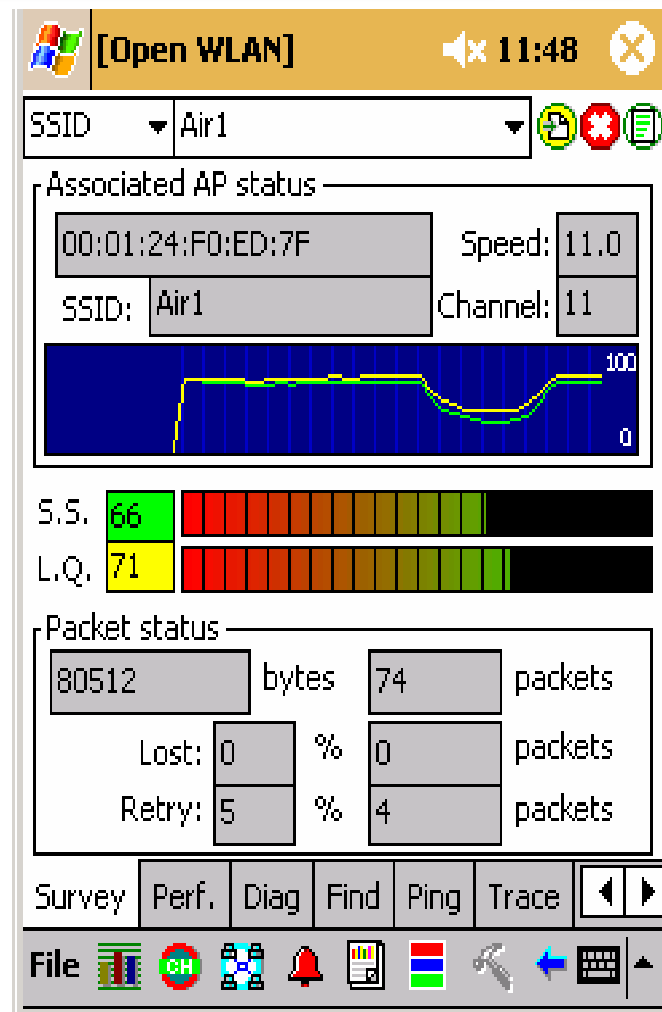 [Open WLAN] 11:48
SSID Air1
Associated AP status
00:01:24:F0:ED:7F Speed: 11.0
SSID: Air1 Channel: 11
100
0
S.S. 66
L.Q. 71
Packet status
80512 bytes 74 packets
Lost: 0 % 0 packets
Retry: 5 % 4 packets
Survey Perf. Diag Find Ping Trace
File CH